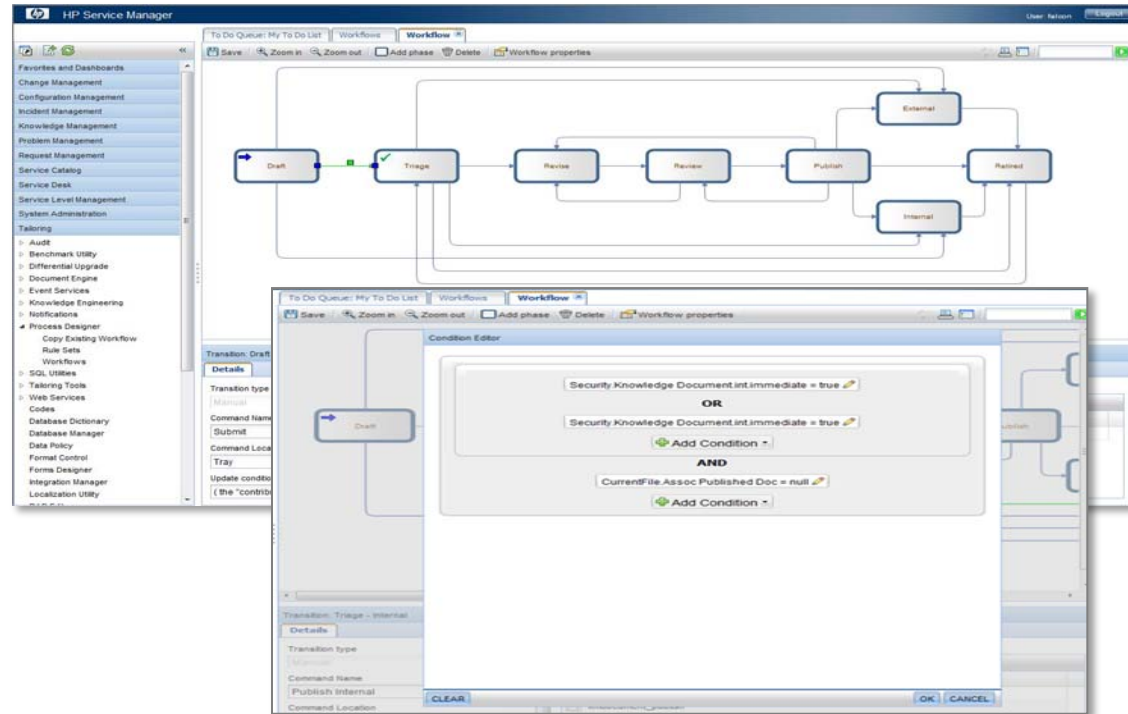 HP Service Manager
User: falcon
Logout
To Do Queue: My To Do List
Workflows
Workflow
Save
Zoom in
Zoom out
Add phase
Delete
Workflow properties
Favorites and Dashboards
Change Management
Configuration Management
Incident Management
Knowledge Management
Problem Management
Request Management
Service Catalog
Service Desk
Service Level Management
System Administration
Tailoring
Audit
Benchmark Utility
Differential Upgrade
Document Engine
Event Services
Knowledge Engineering
Notifications
Process Designer
Copy Existing Workflow
Rule Sets
Workflows
SQL Utilities
Tailoring Tools
Web Services
Codes
Database Dictionary
Database Manager
Data Policy
Format Control
Forms Designer
Integration Manager
Localization Utility
Draft
Triage
Revise
Review
Publish
External
Internal
Retired
Transition: Draft
Details
Transition type
Manual
Command Name
Submit
Command Loca
Tray
Update conditio
( the "contrib
To Do Queue: My To Do List
Workflows
Workflow
Save
Zoom in
Zoom out
Add phase
Delete
Workflow properties
Condition Editor
Security.Knowledge Document.int.immediate = true
OR
Security.Knowledge Document.int.immediate = true
Add Condition
AND
CurrentFile.Assoc Published Doc = null
Add Condition
Draft
ublish
Transition: Triage - Internal
Details
Transition type
Manual
Command Name
Publish Internal
Command Location
CLEAR
OK
CANCEL